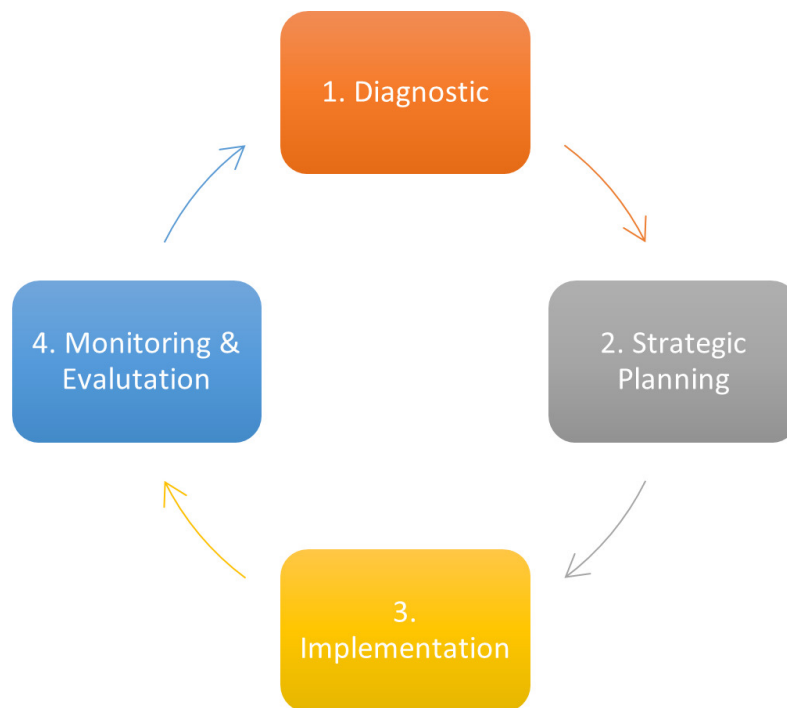 1. Diagnostic
2. Strategic
Planning
3.
Implementation
4. Monitoring &
Evalutation